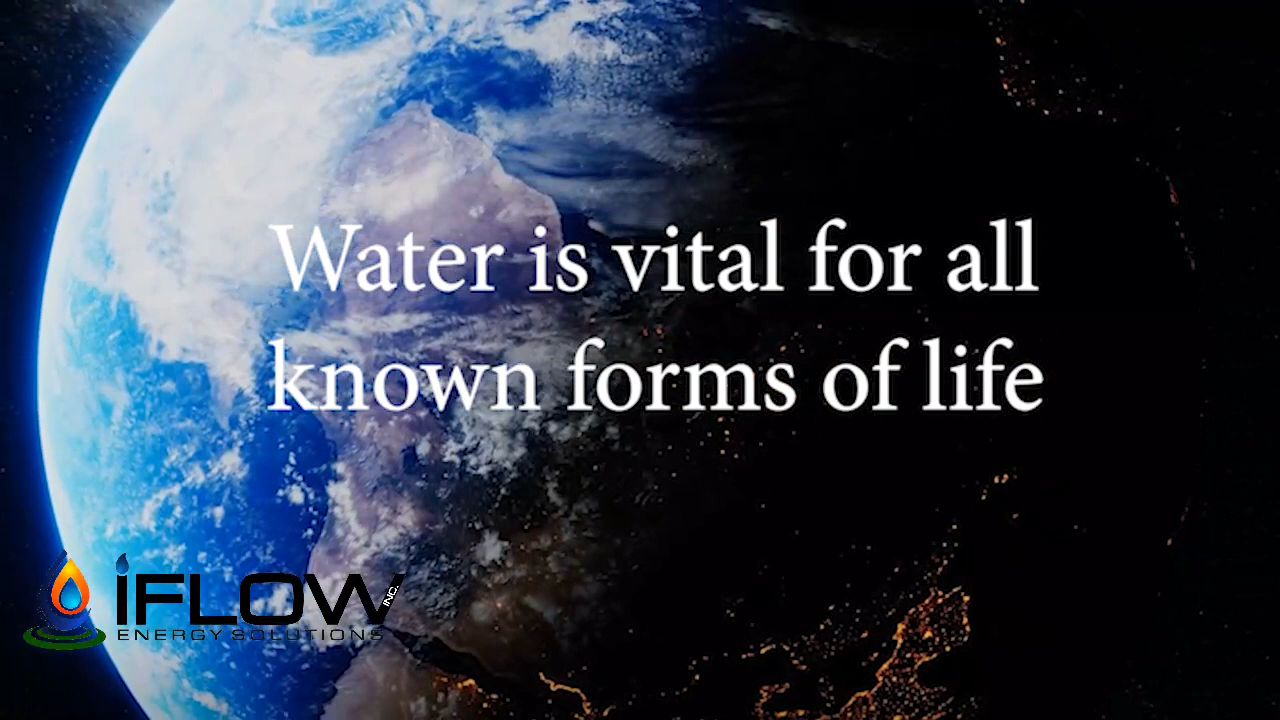 Water is vital for all
known forms of life
iFLOW INC.
ENERGY SOLUTIONS